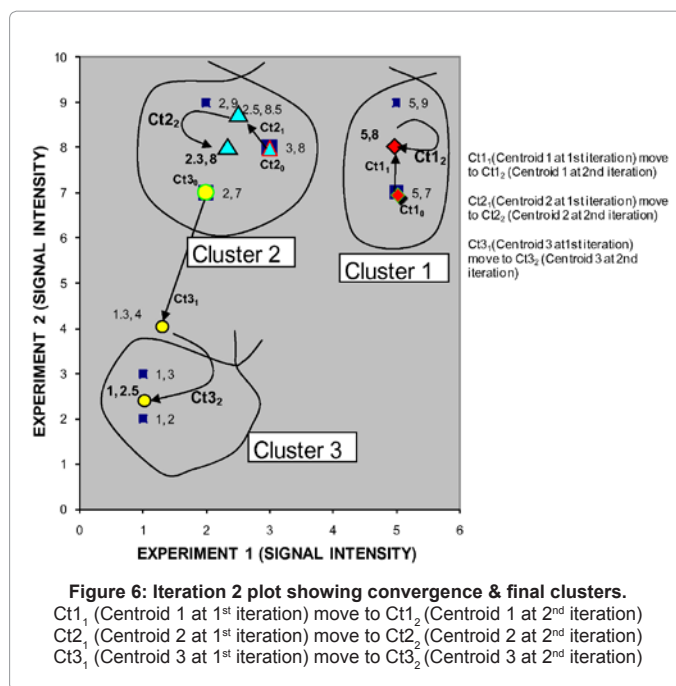 10
9
8
7
6
5
4
3
2
1
0
EXPERIMENT 2 (SIGNAL INTENSITY)
2, 9
2.5, 8.5
5, 9
Ct2₂
Ct2₁
5,8
2.3, 8
3, 8
Ct2₀
Ct1₁
Ct1₂
Ct3₀
2, 7
5, 7
Ct1₀
Cluster 2
Cluster 1
Ct3₁
1.3, 4
1, 3
1, 2.5
Ct3₂
1, 2
Cluster 3
0 1 2 3 4 5 6
EXPERIMENT 1 (SIGNAL INTENSITY)
Ct1₁(Centroid 1 at 1st iteration) move
to Ct1₂ (Centroid 1 at 2nd iteration)
Ct2₁(Centroid 2 at 1st iteration) move
to Ct2₂ (Centroid 2 at 2nd iteration)
Ct3₁(Centroid 3 at1st iteration)
move to Ct3₂ (Centroid 3 at 2nd
iteration)
Figure 6: Iteration 2 plot showing convergence & final clusters.
Ct1₁ (Centroid 1 at 1st iteration) move to Ct1₂ (Centroid 1 at 2nd iteration)
Ct2₁ (Centroid 2 at 1st iteration) move to Ct2₂ (Centroid 2 at 2nd iteration)
Ct3₁ (Centroid 3 at 1st iteration) move to Ct3₂ (Centroid 3 at 2nd iteration)